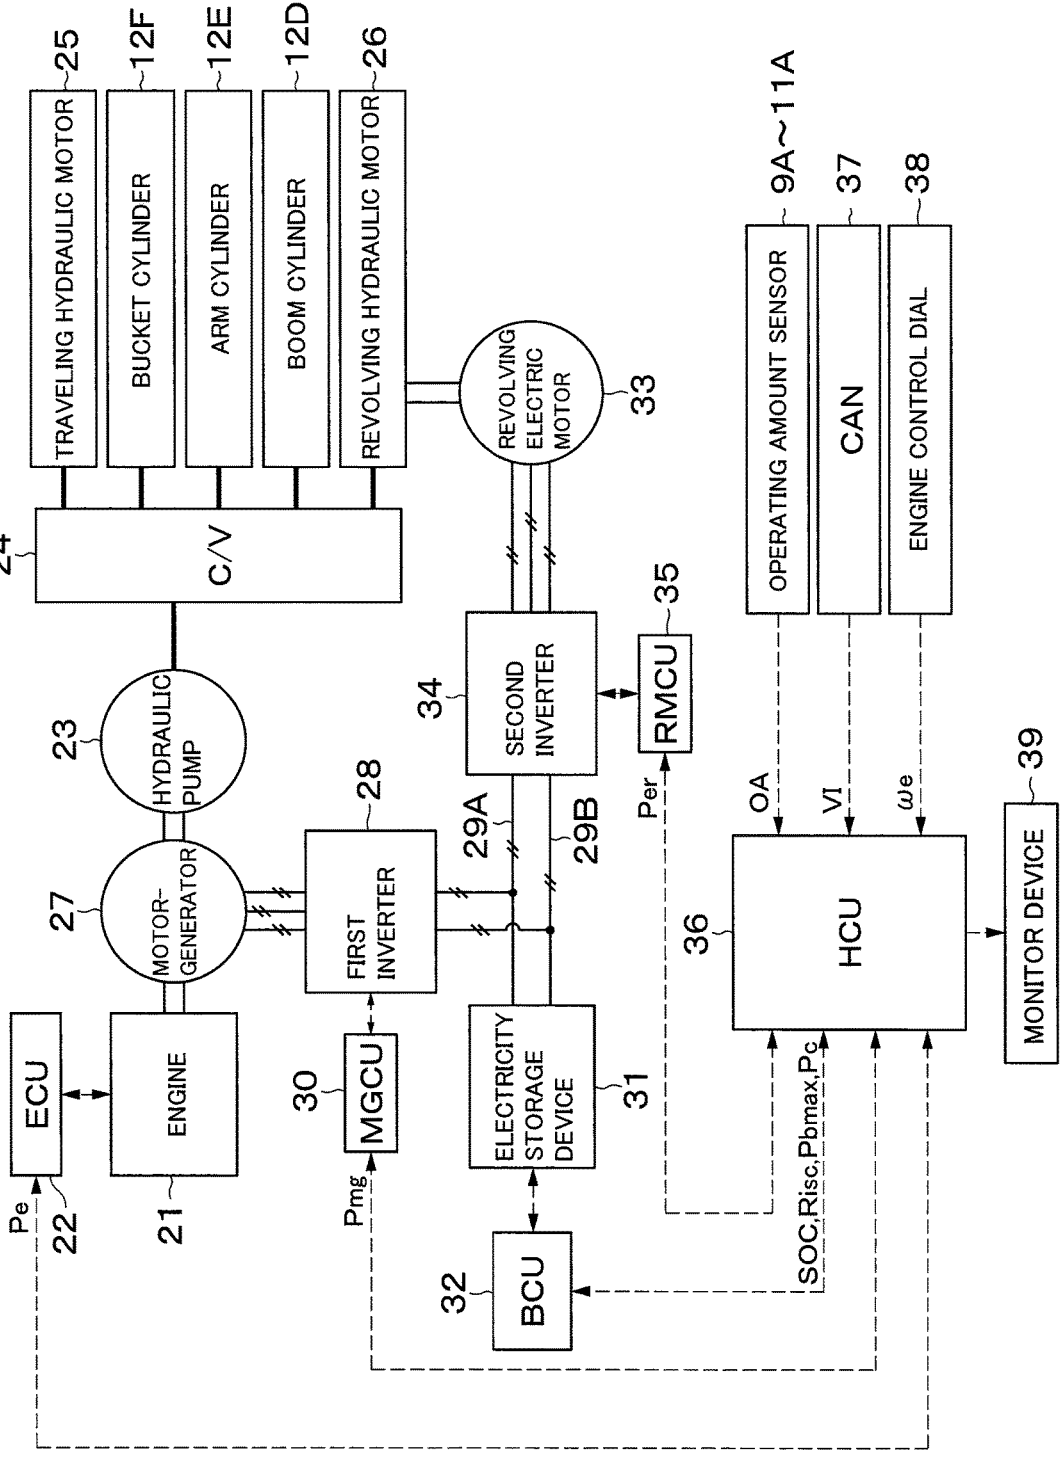 25
TRAVELING HYDRAULIC MOTOR
12F
BUCKET CYLINDER
12E
ARM CYLINDER
12D
BOOM CYLINDER
26
REVOLVING HYDRAULIC MOTOR
24
C/V
23
HYDRAULIC
PUMP
27
MOTOR-
GENERATOR
ECU
22
Pe
ENGINE
21
28
FIRST
INVERTER
30
MGCU
Pmg
29A
29B
34
SECOND
INVERTER
REVOLVING
ELECTRIC
MOTOR
33
RMCU
35
Per
ELECTRICITY
STORAGE
DEVICE
31
32
BCU
SOC,Risc,Pbmax,Pc
9A～11A
OPERATING AMOUNT SENSOR
OA
37
CAN
VI
38
ENGINE CONTROL DIAL
ωe
36
HCU
39
MONITOR DEVICE